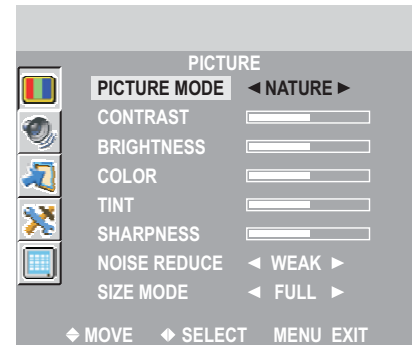 PICTURE
PICTURE MODE ◄ NATURE ►
CONTRAST
BRIGHTNESS
COLOR
TINT
SHARPNESS
NOISE REDUCE ◄ WEAK ►
SIZE MODE ◄ FULL ►
MOVE SELECT MENU EXIT